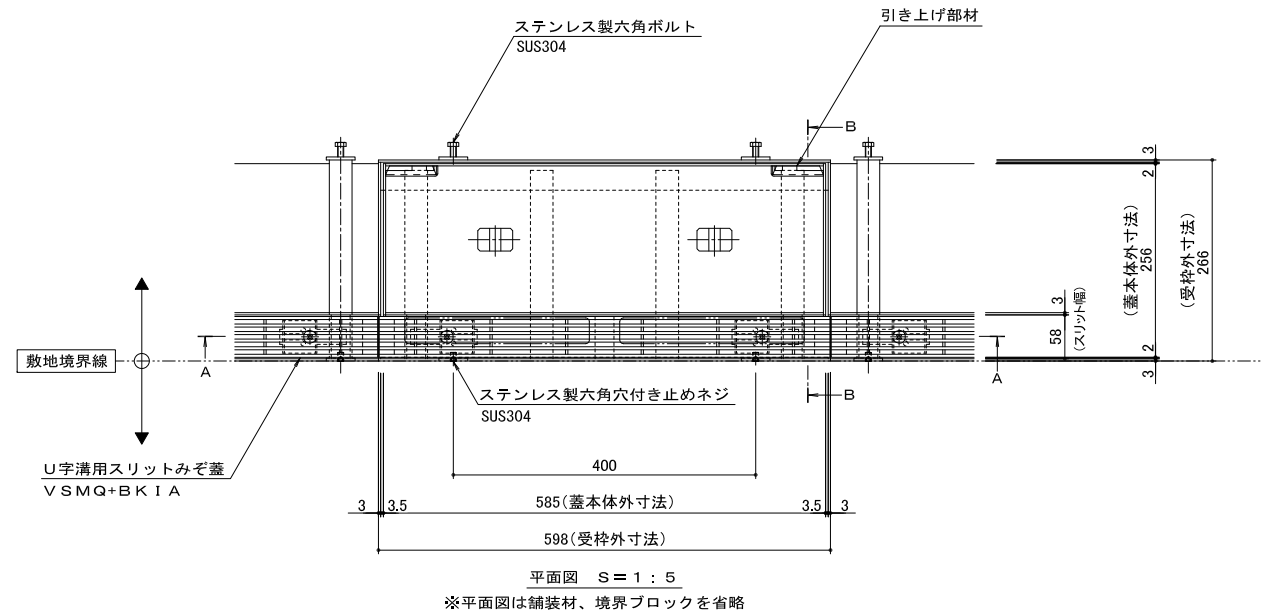 ステンレス製六角ボルト
SUS304
引き上げ部材
B
3
2
(蓋本体外寸法)
256
(受枠外寸法)
266
3
58
(スリット幅)
2
3
敷地境界線
A
A
ステンレス製六角穴付き止めネジ
SUS304
B
U字溝用スリットみぞ蓋
VSMQ+BKIA
400
3
3.5
585(蓋本体外寸法)
3.5
3
598(受枠外寸法)
平面図 S=1:5
※平面図は舗装材、境界ブロックを省略